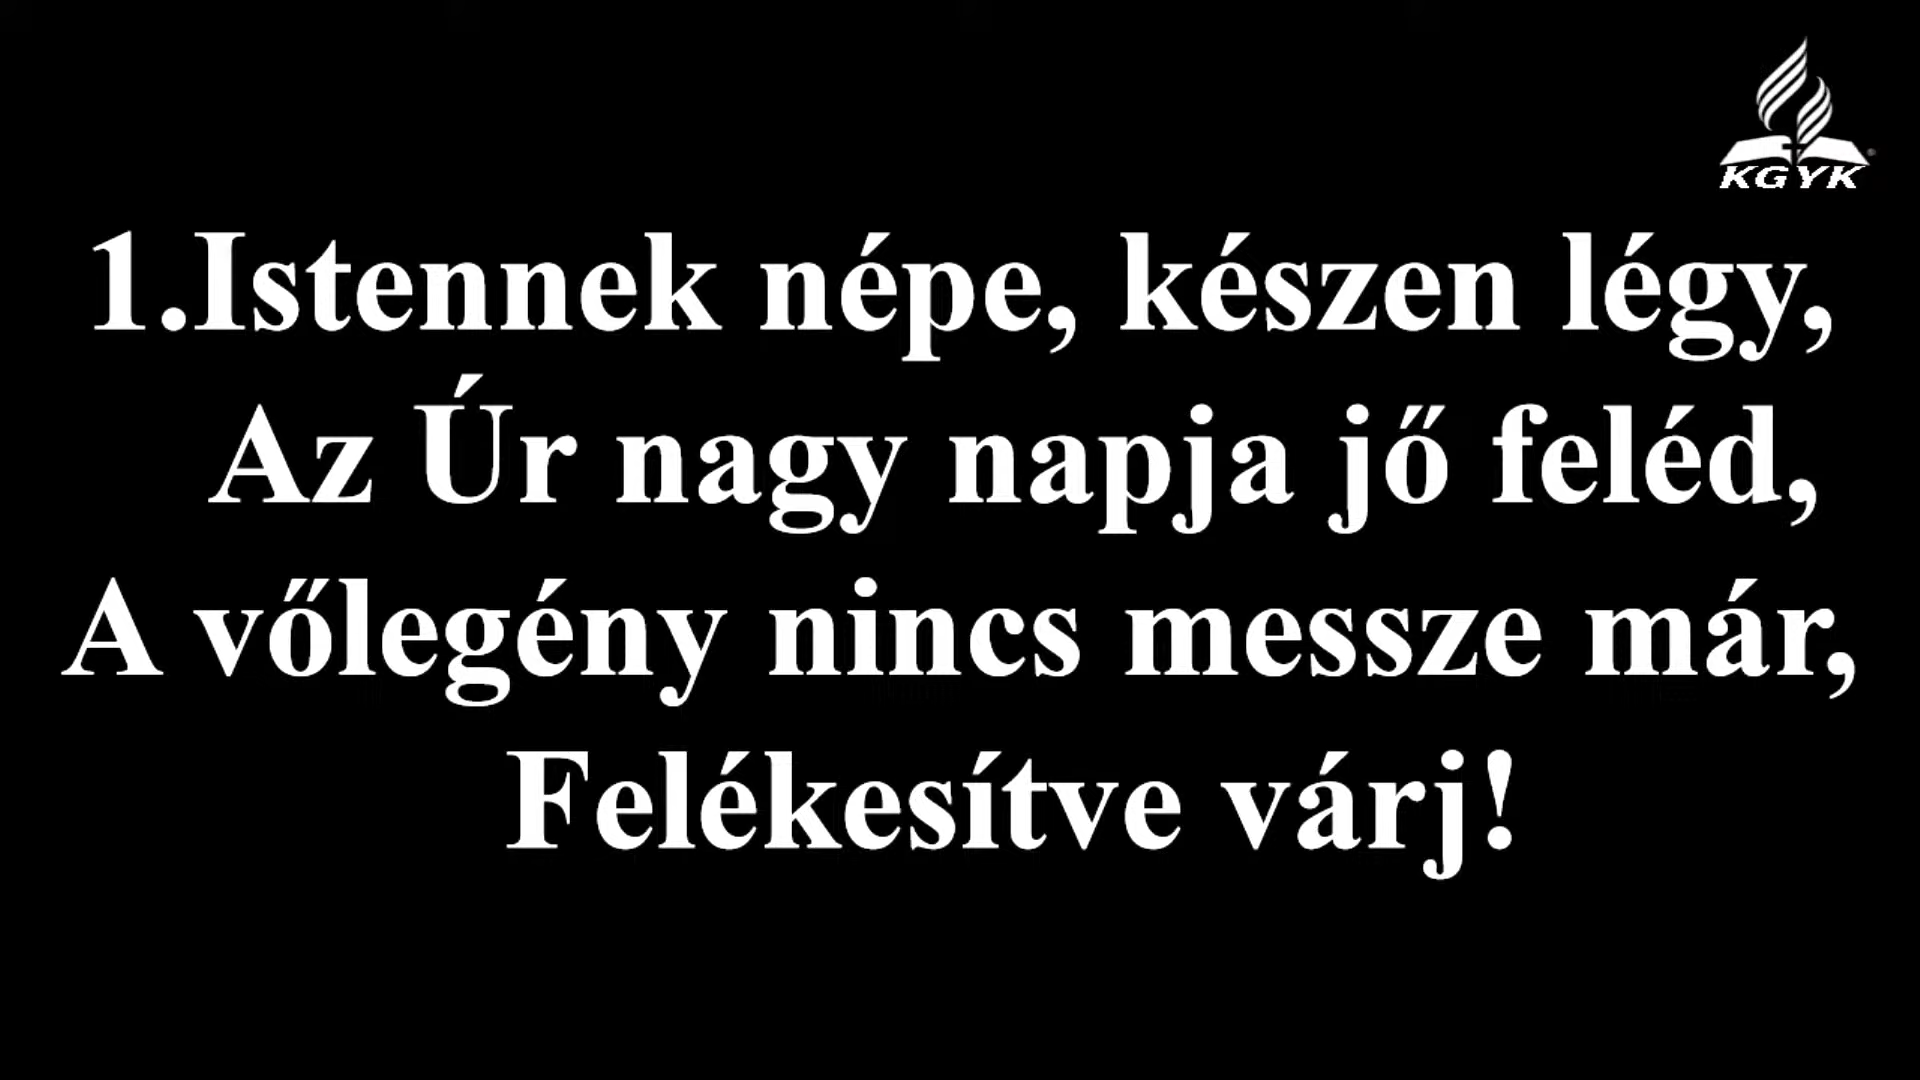 KGYK
1.Istennek népe, készen légy,
Az Úr nagy napja jő feléd,
A vőlegény nincs messze már,
Felékesítve várj!